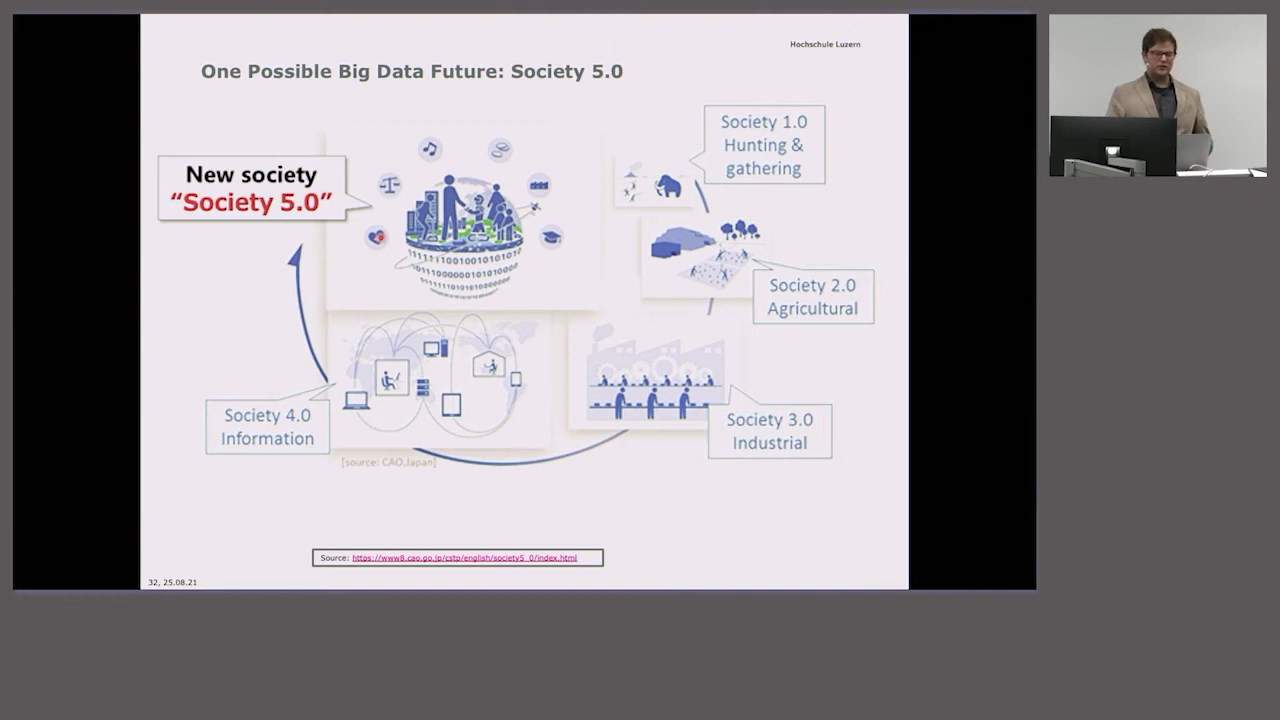 Hochschule Luzern
One Possible Big Data Future: Society 5.0
New society
“Society 5.0”
Society 1.0
Hunting &
gathering
Society 2.0
Agricultural
Society 3.0
Industrial
Society 4.0
Information
[source: CAO,Japan]
Source: https://www8.cao.go.jp/cstp/english/society5_0/index.html
32, 25.08.21